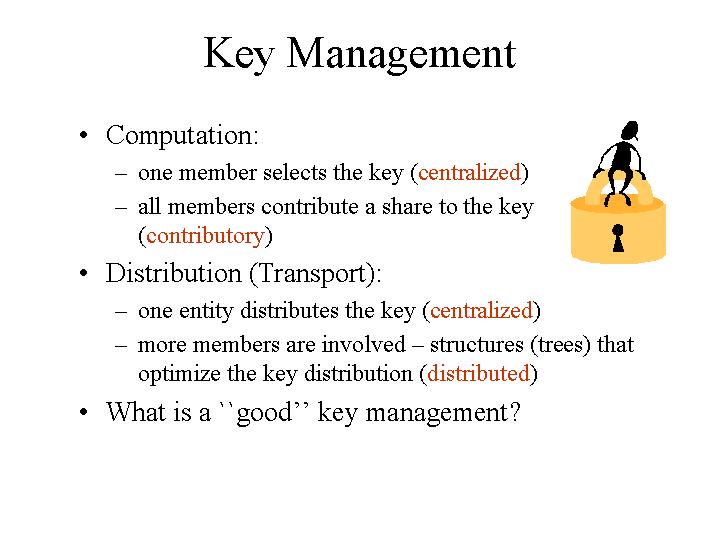 Key Management
• Computation:
– one member selects the key (centralized)
– all members contribute a share to the key
(contributory)
• Distribution (Transport):
– one entity distributes the key (centralized)
– more members are involved – structures (trees) that
optimize the key distribution (distributed)
• What is a ``good’’ key management?